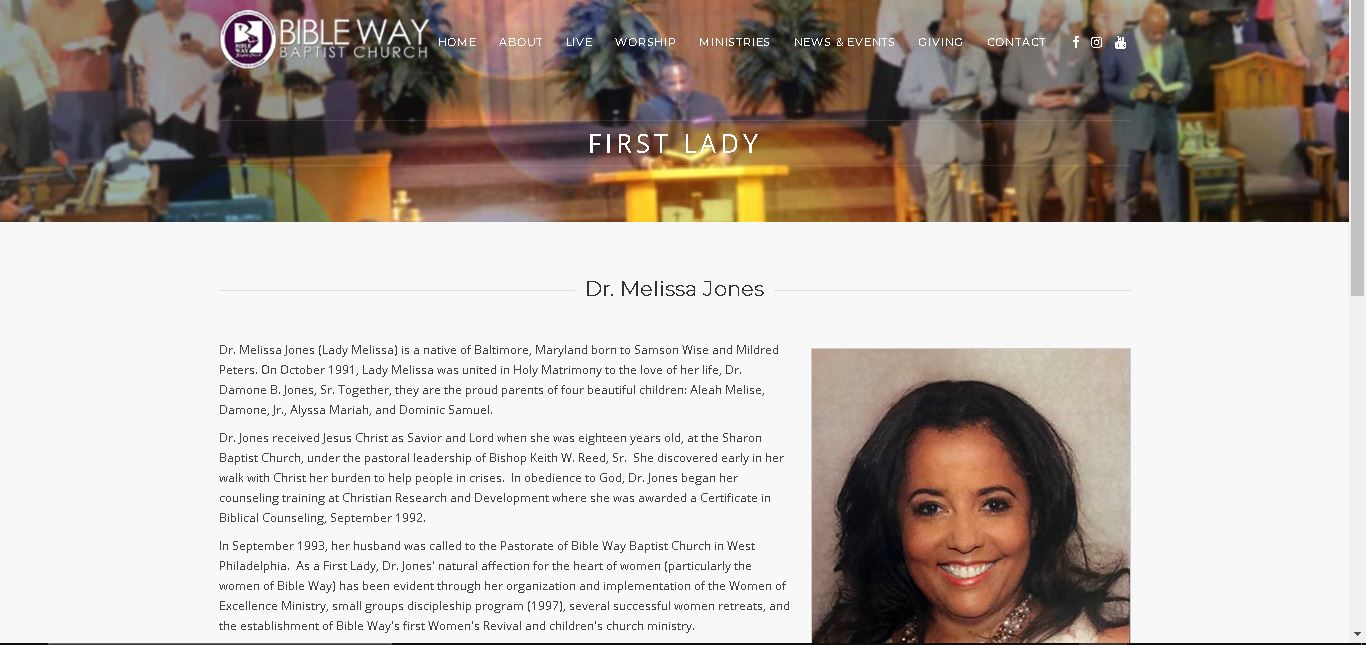 BIBLE WAY
BAPTIST CHURCH
HOME ABOUT LIVE WORSHIP MINISTRIES NEWS & EVENTS GIVING CONTACT
FIRST LADY
Dr. Melissa Jones
Dr. Melissa Jones (Lady Melissa) is a native of Baltimore, Maryland born to Samson Wise and Mildred
Peters. On October 1991, Lady Melissa was united in Holy Matrimony to the love of her life, Dr.
Damone B. Jones, Sr. Together, they are the proud parents of four beautiful children: Aleah Melise,
Damone, Jr., Alyssa Mariah, and Dominic Samuel.
Dr. Jones received Jesus Christ as Savior and Lord when she was eighteen years old, at the Sharon
Baptist Church, under the pastoral leadership of Bishop Keith W. Reed, Sr. She discovered early in her
walk with Christ her burden to help people in crises. In obedience to God, Dr. Jones began her
counseling training at Christian Research and Development where she was awarded a Certificate in
Biblical Counseling, September 1992.
In September 1993, her husband was called to the Pastorate of Bible Way Baptist Church in West
Philadelphia. As a First Lady, Dr. Jones' natural affection for the heart of women (particularly the
women of Bible Way) has been evident through her organization and implementation of the Women of
Excellence Ministry, small groups discipleship program (1997), several successful women retreats, and
the establishment of Bible Way's first Women's Revival and children's church ministry.